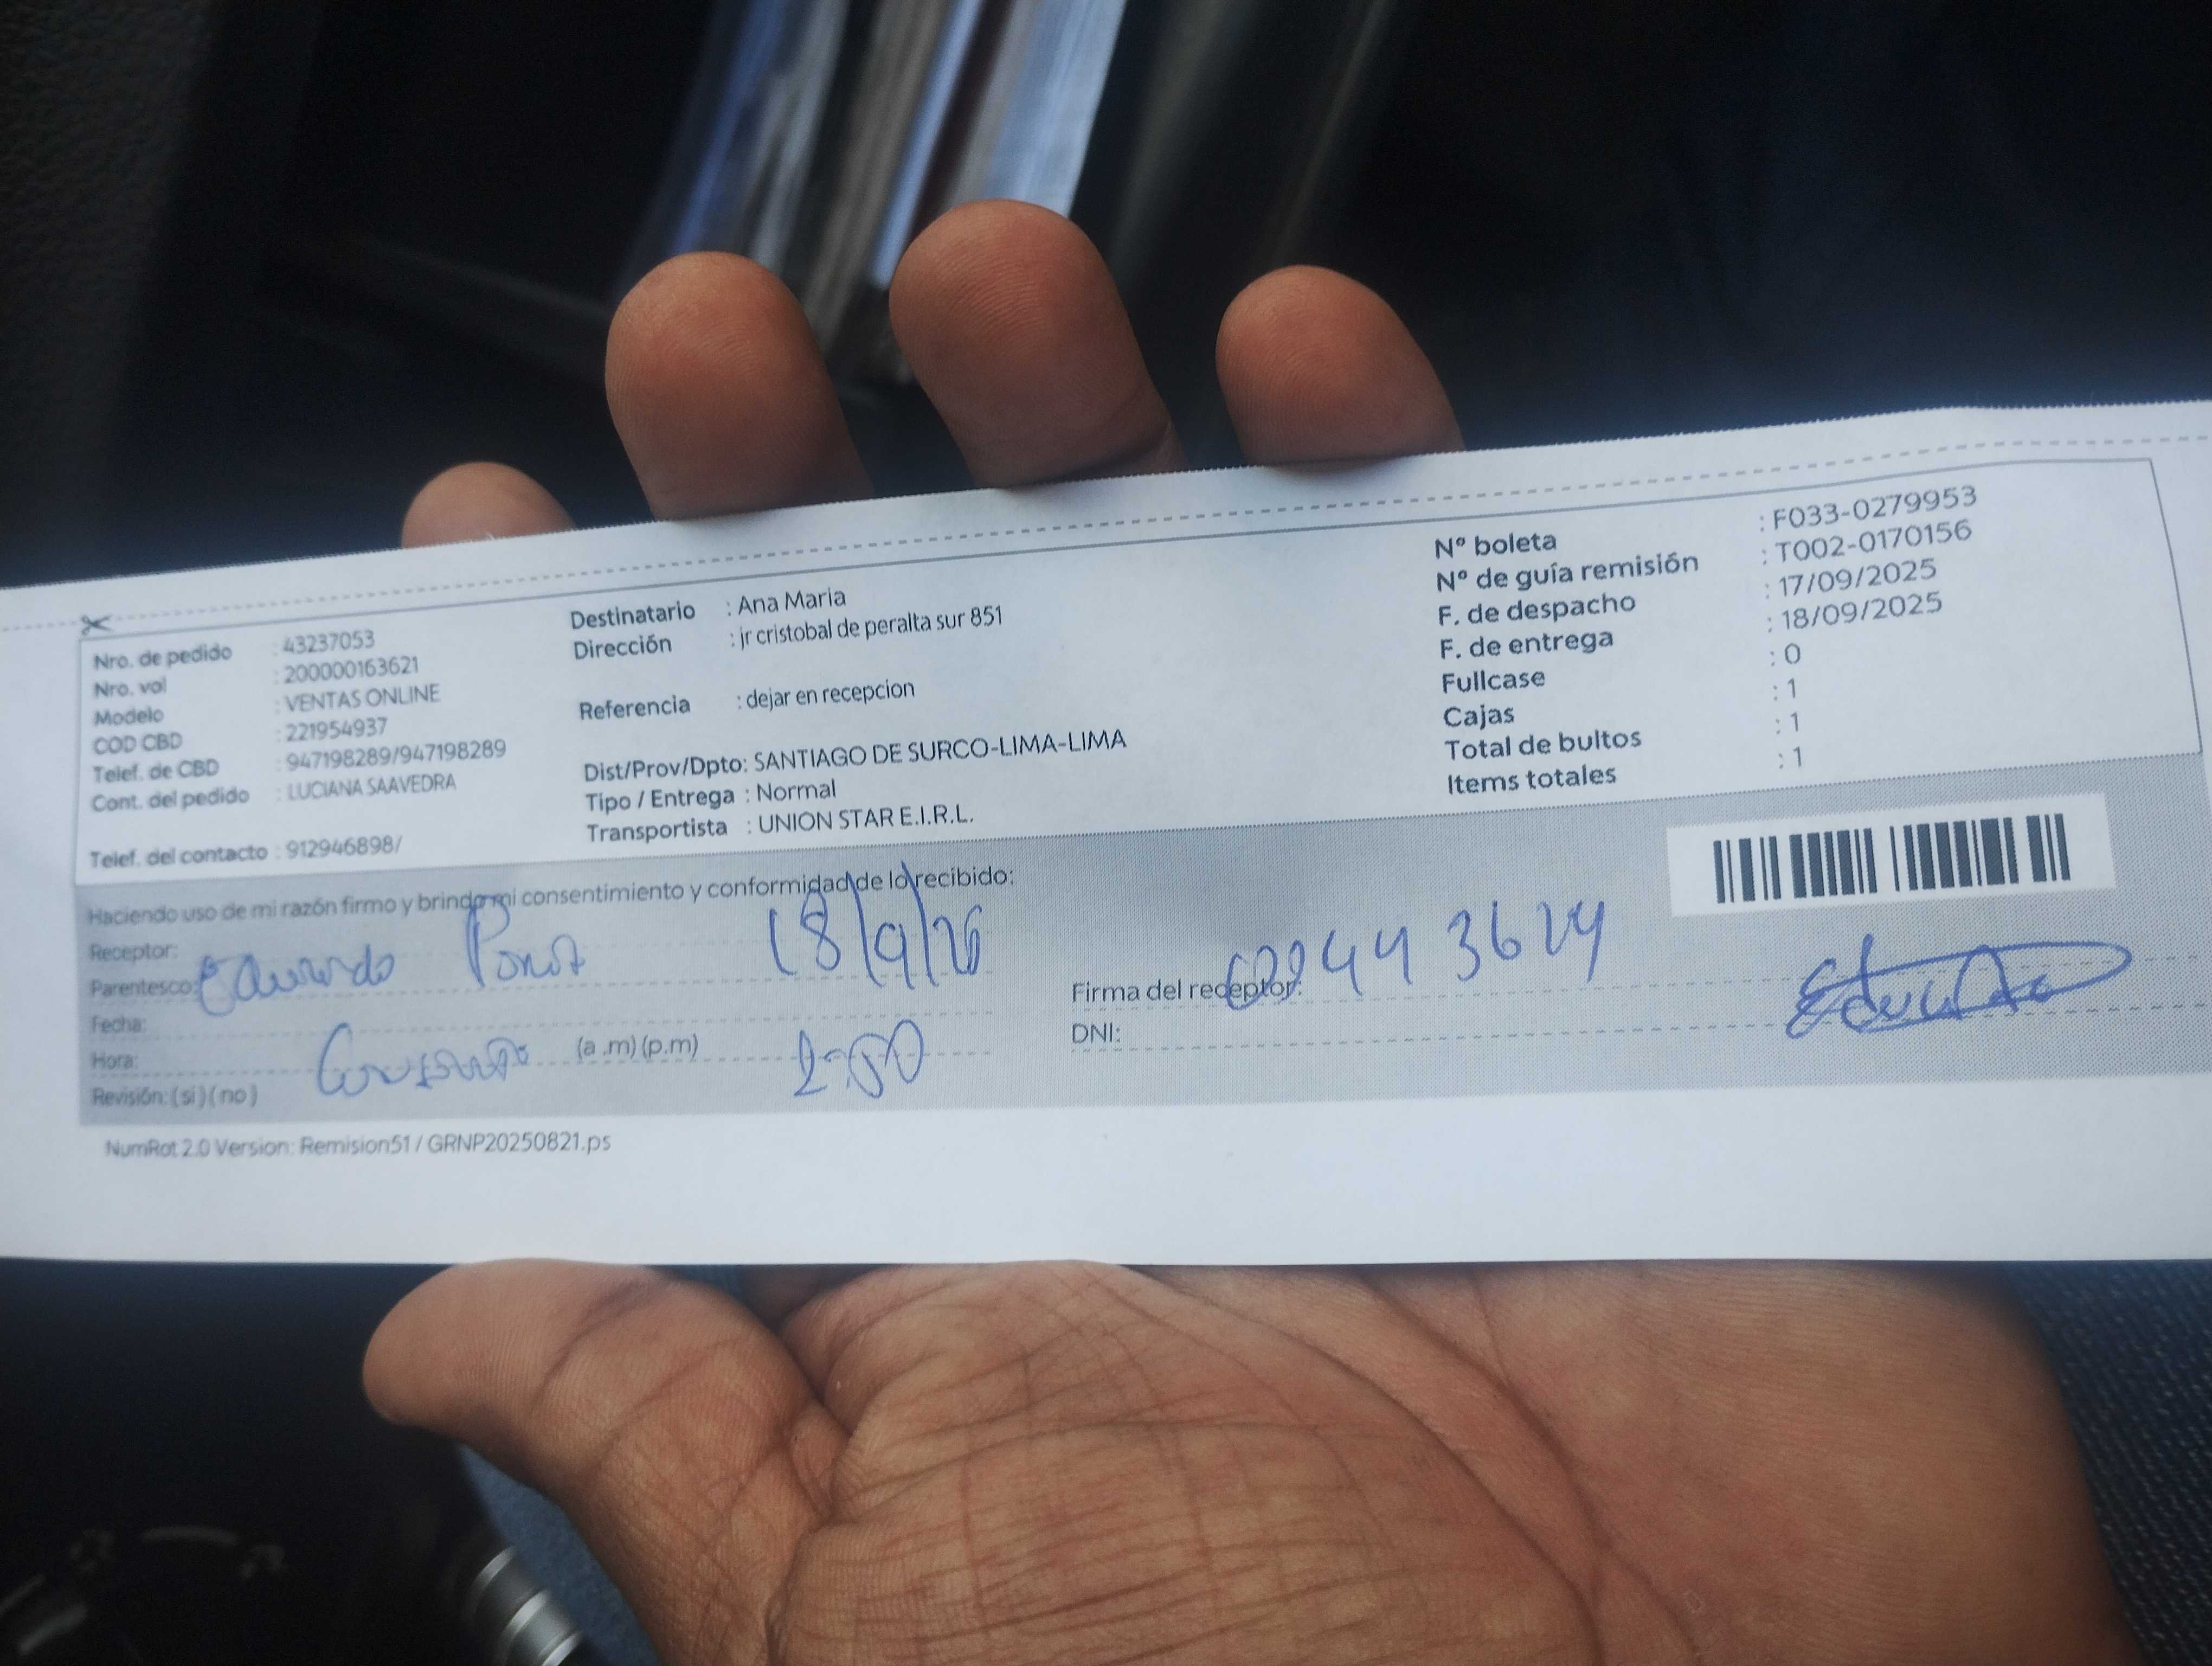 Nro. de pedido : 43237053
Nro. vol : 200000163621
Modelo : VENTAS ONLINE
COD CBD : 221954937
Telef. de CBD : 947198289/947198289
Cont. del pedido : LUCIANA SAAVEDRA
Telef. del contacto : 912946898/
Destinatario : Ana Maria
Dirección : jr cristobal de peralta sur 851
Referencia : dejar en recepcion
Dist/Prov/Dpto: SANTIAGO DE SURCO-LIMA-LIMA
Tipo / Entrega : Normal
Transportista : UNION STAR E.I.R.L.
Nº boleta : F033-0279953
Nº de guía remisión : T002-0170156
F. de despacho : 17/09/2025
F. de entrega : 18/09/2025
Fullcase : 0
Cajas : 1
Total de bultos : 1
Items totales : 1
Haciendo uso de mi razón firmo y brindo mi consentimiento y conformidad de lo recibido:
Receptor:
Parentesco:
Fecha:
Hora: (a .m) (p.m)
Revisión: ( si ) ( no )
18/9/
Firma del receptor:
DNI:
NumRot 2.0 Version: Remision51 / GRNP20250821.ps